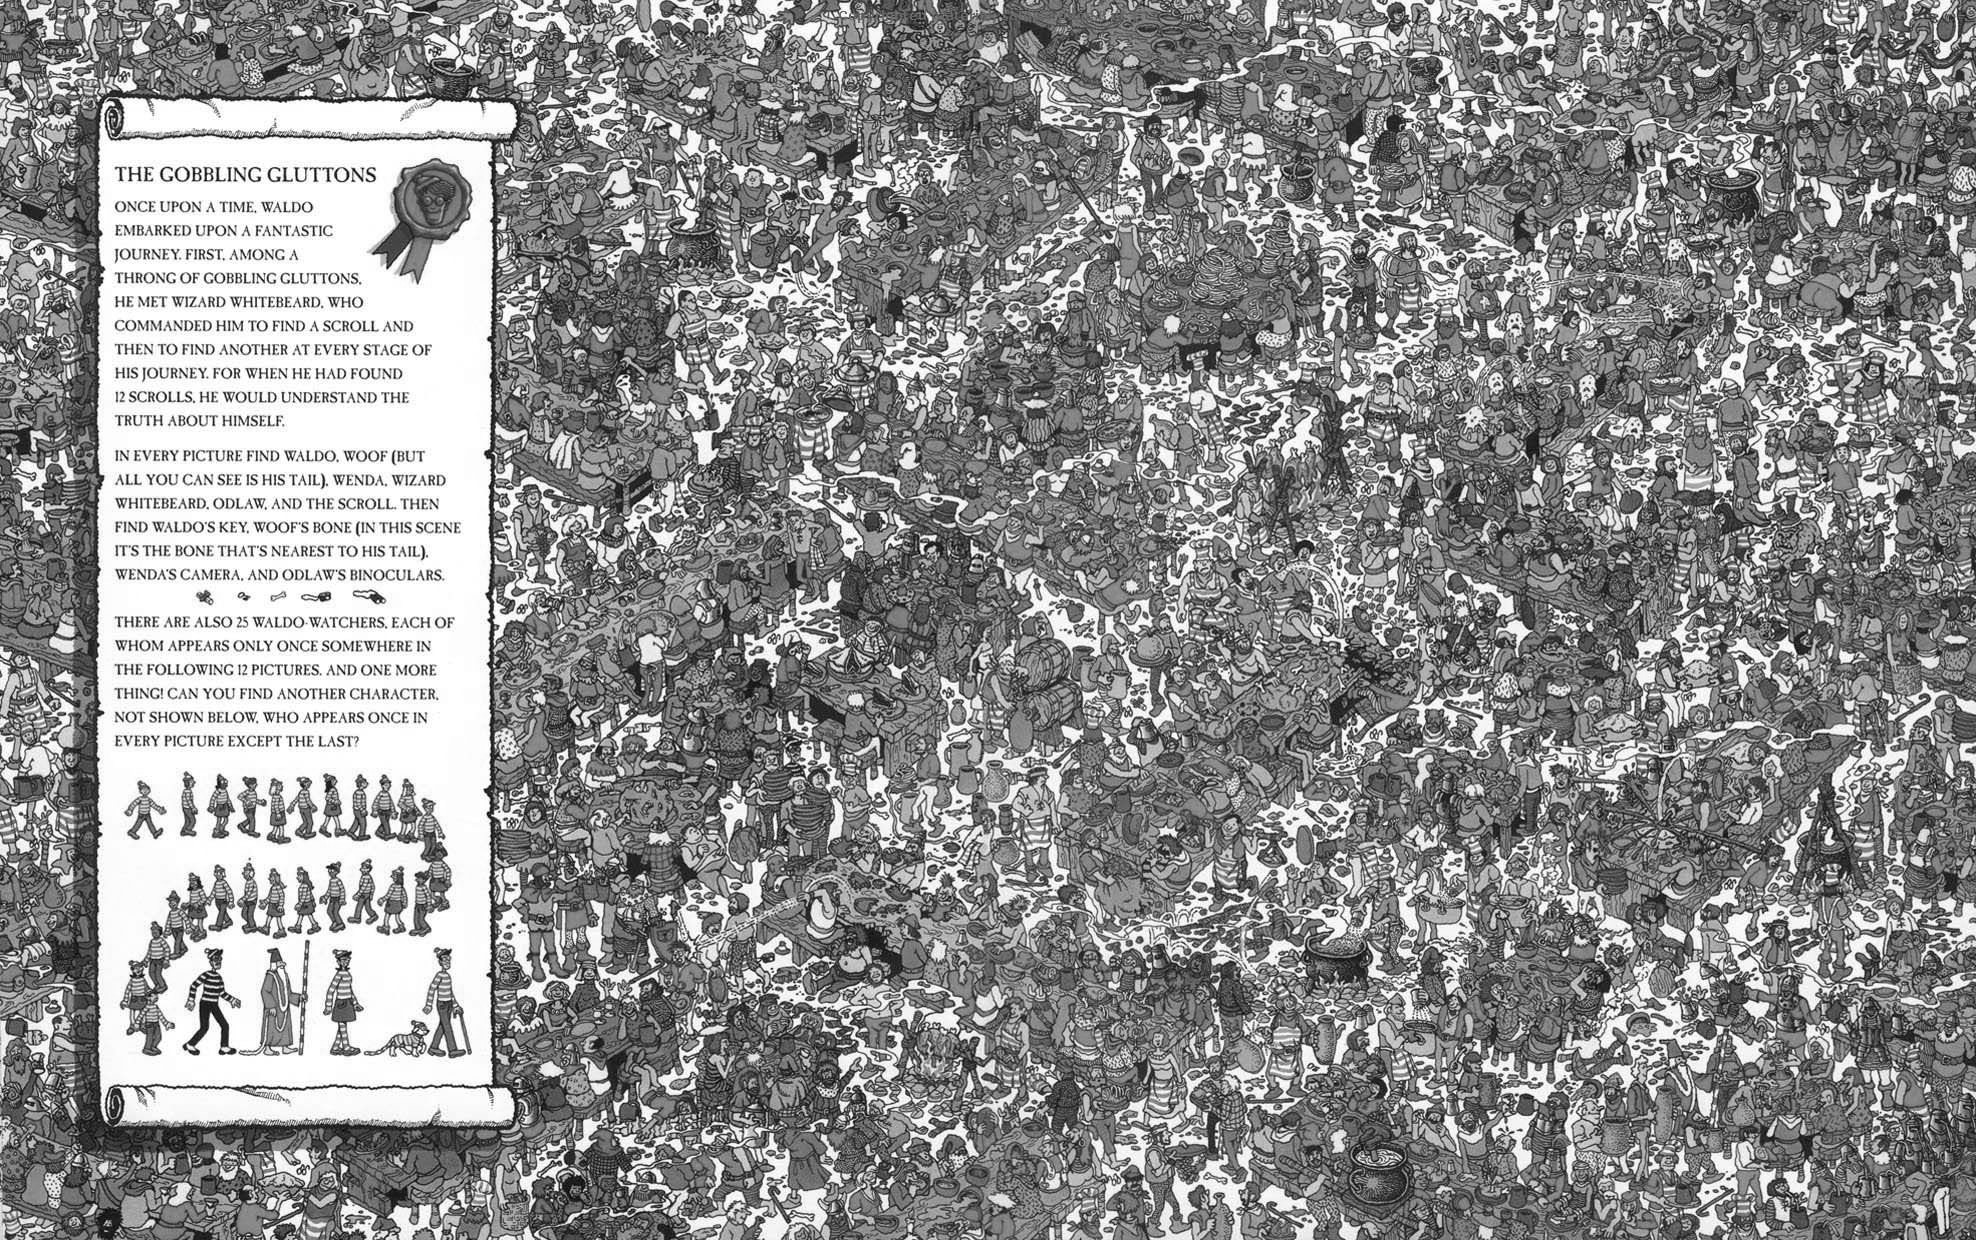 THE GOBBLING GLUTTONS
ONCE UPON A TIME, WALDO
EMBARKED UPON A FANTASTIC
JOURNEY. FIRST, AMONG A
THRONG OF GOBBLING GLUTTONS,
HE MET WIZARD WHITEBEARD, WHO
COMMANDED HIM TO FIND A SCROLL AND
THEN TO FIND ANOTHER AT EVERY STAGE OF
HIS JOURNEY. FOR WHEN HE HAD FOUND
12 SCROLLS, HE WOULD UNDERSTAND THE
TRUTH ABOUT HIMSELF.
IN EVERY PICTURE FIND WALDO, WOOF (BUT
ALL YOU CAN SEE IS HIS TAIL), WENDA, WIZARD
WHITEBEARD, ODLAW, AND THE SCROLL. THEN
FIND WALDO'S KEY, WOOF'S BONE (IN THIS SCENE
IT'S THE BONE THAT'S NEAREST TO HIS TAIL),
WENDA'S CAMERA, AND ODLAW'S BINOCULARS.
THERE ARE ALSO 25 WALDO-WATCHERS, EACH OF
WHOM APPEARS ONLY ONCE SOMEWHERE IN
THE FOLLOWING 12 PICTURES. AND ONE MORE
THING! CAN YOU FIND ANOTHER CHARACTER,
NOT SHOWN BELOW, WHO APPEARS ONCE IN
EVERY PICTURE EXCEPT THE LAST?